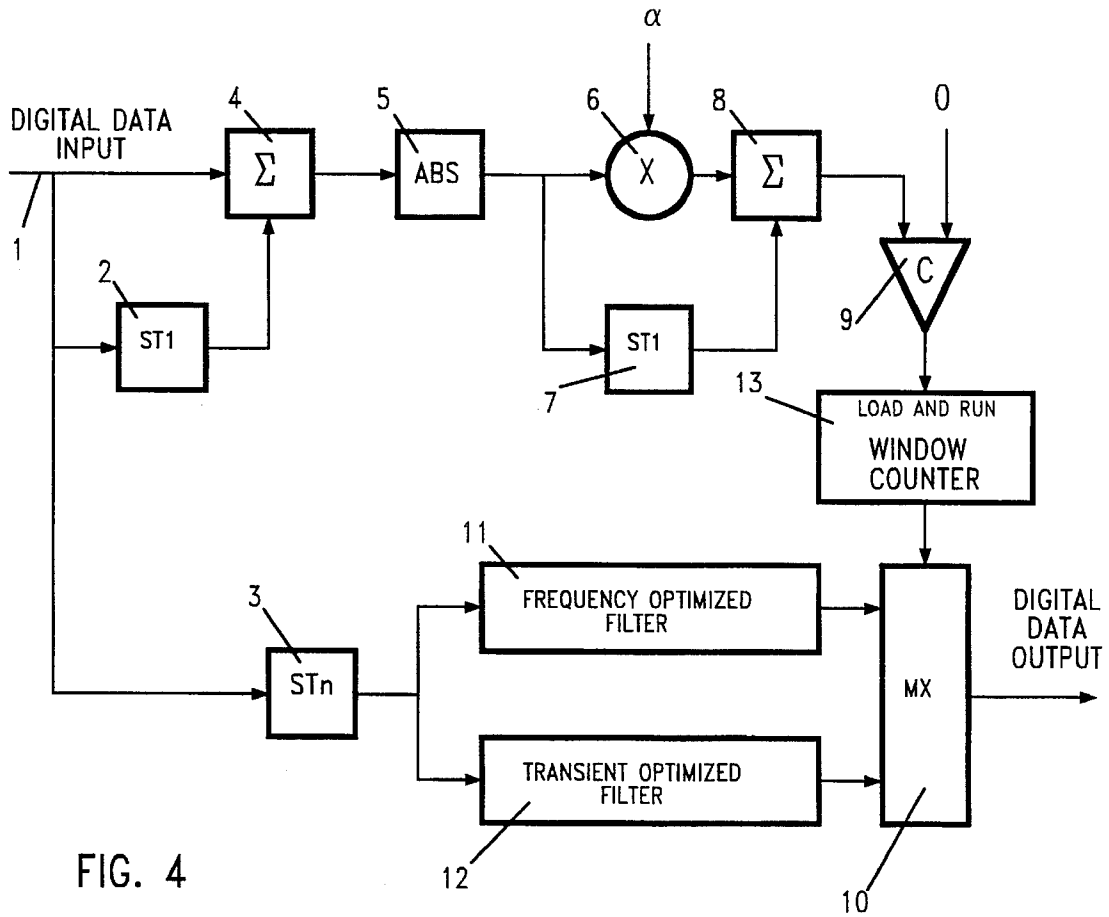 α
DIGITAL DATA
INPUT
4
5
6
8
0
Σ
ABS
X
Σ
1
2
ST1
ST1
7
9
C
13
LOAD AND RUN
WINDOW
COUNTER
11
FREQUENCY OPTIMIZED
FILTER
3
STn
MX
DIGITAL
DATA
OUTPUT
TRANSIENT OPTIMIZED
FILTER
12
10
FIG. 4